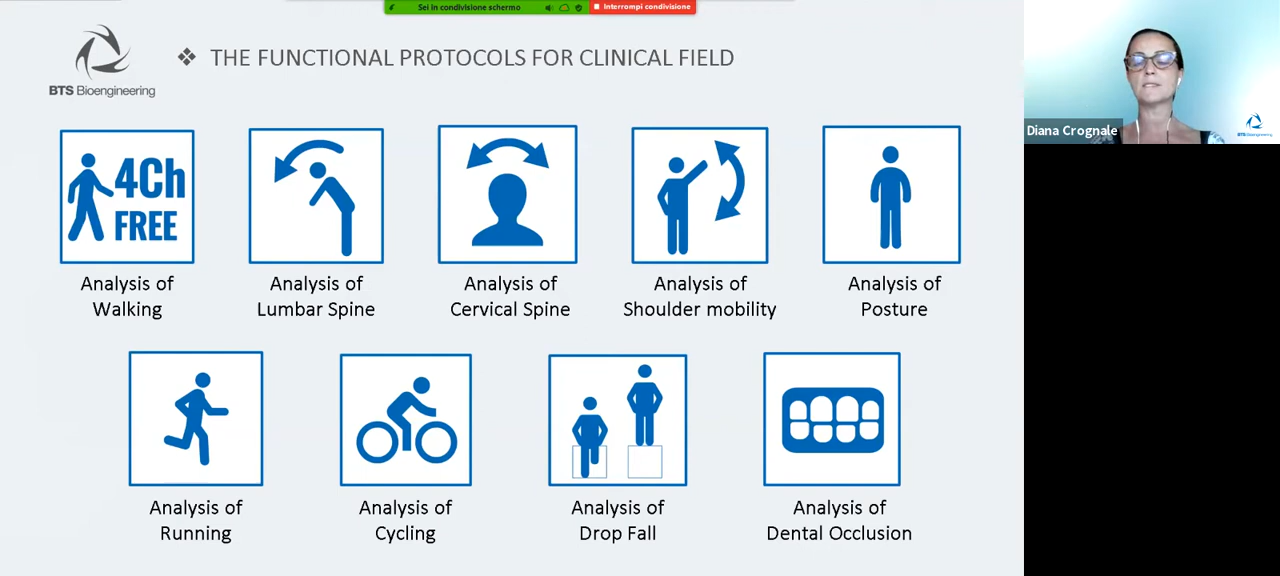 Sei in condivisione schermo
Interrompi condivisione
BTS Bioengineering
THE FUNCTIONAL PROTOCOLS FOR CLINICAL FIELD
Diana Crognale
BTS Bioengineering
4Ch
FREE
Analysis of
Walking
Analysis of
Lumbar Spine
Analysis of
Cervical Spine
Analysis of
Shoulder mobility
Analysis of
Posture
Analysis of
Running
Analysis of
Cycling
Analysis of
Drop Fall
Analysis of
Dental Occlusion